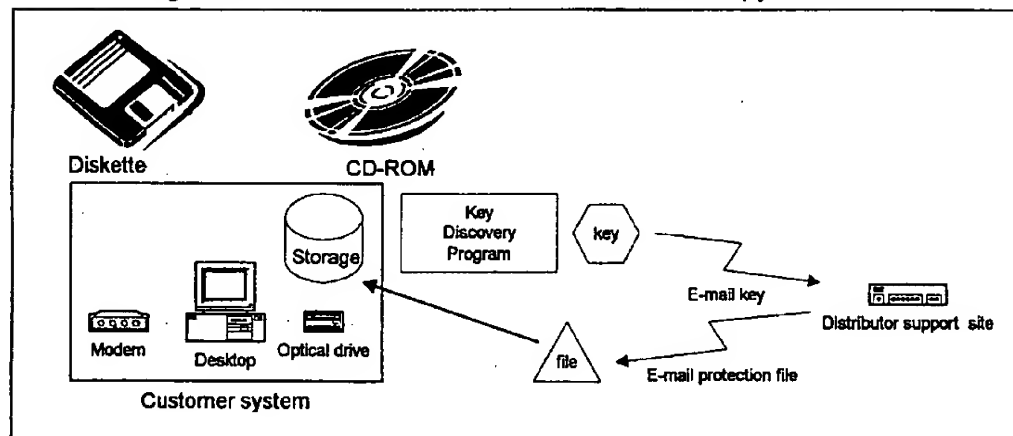 Diskette
CD-ROM
Key
Discovery
Program
key
Storage
E-mail key
Distributor support site
Modem
Desktop
Optical drive
file
E-mail protection file
Customer system